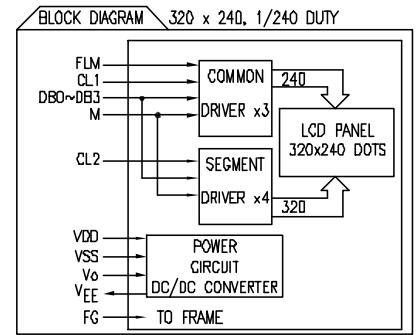 BLOCK DIAGRAM 320 x 240, 1/240 DUTY
FLM
CL1
DB0~DB3
M
COMMON
DRIVER x3
240
LCD PANEL
320x240 DOTS
CL2
SEGMENT
DRIVER x4
320
VDD
VSS
Vo
VEE
POWER
CIRCUIT
DC/DC CONVERTER
FG TO FRAME